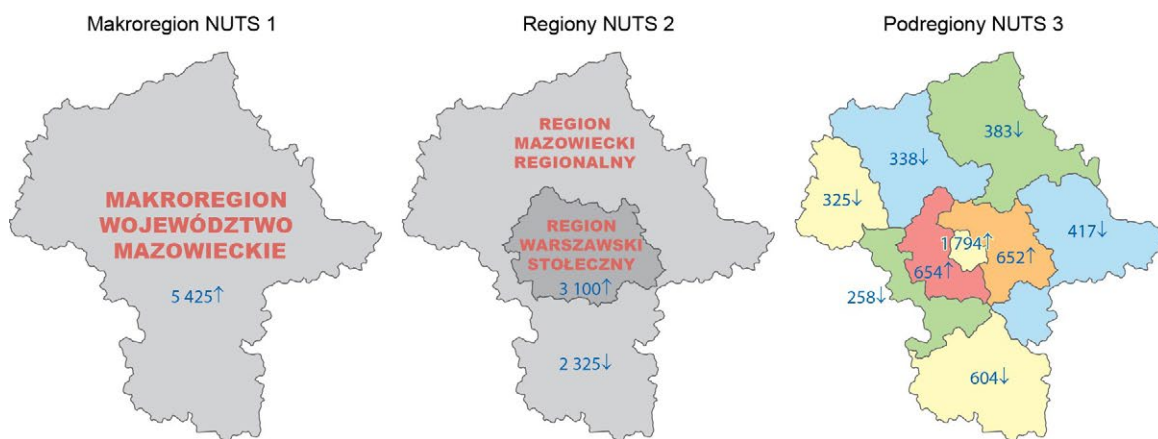 Makroregion NUTS 1
MAKROREGION
WOJEWÓDZTWO
MAZOWIECKIE
5 425↑
Regiony NUTS 2
REGION
MAZOWIECKI
REGIONALNY
REGION
WARSZAWSKI
STOŁECZNY
3 100↑
2 325↓
Podregiony NUTS 3
383↓
338↓
325↓
417↓
1 794↑
652↑
654↑
258↓
604↓